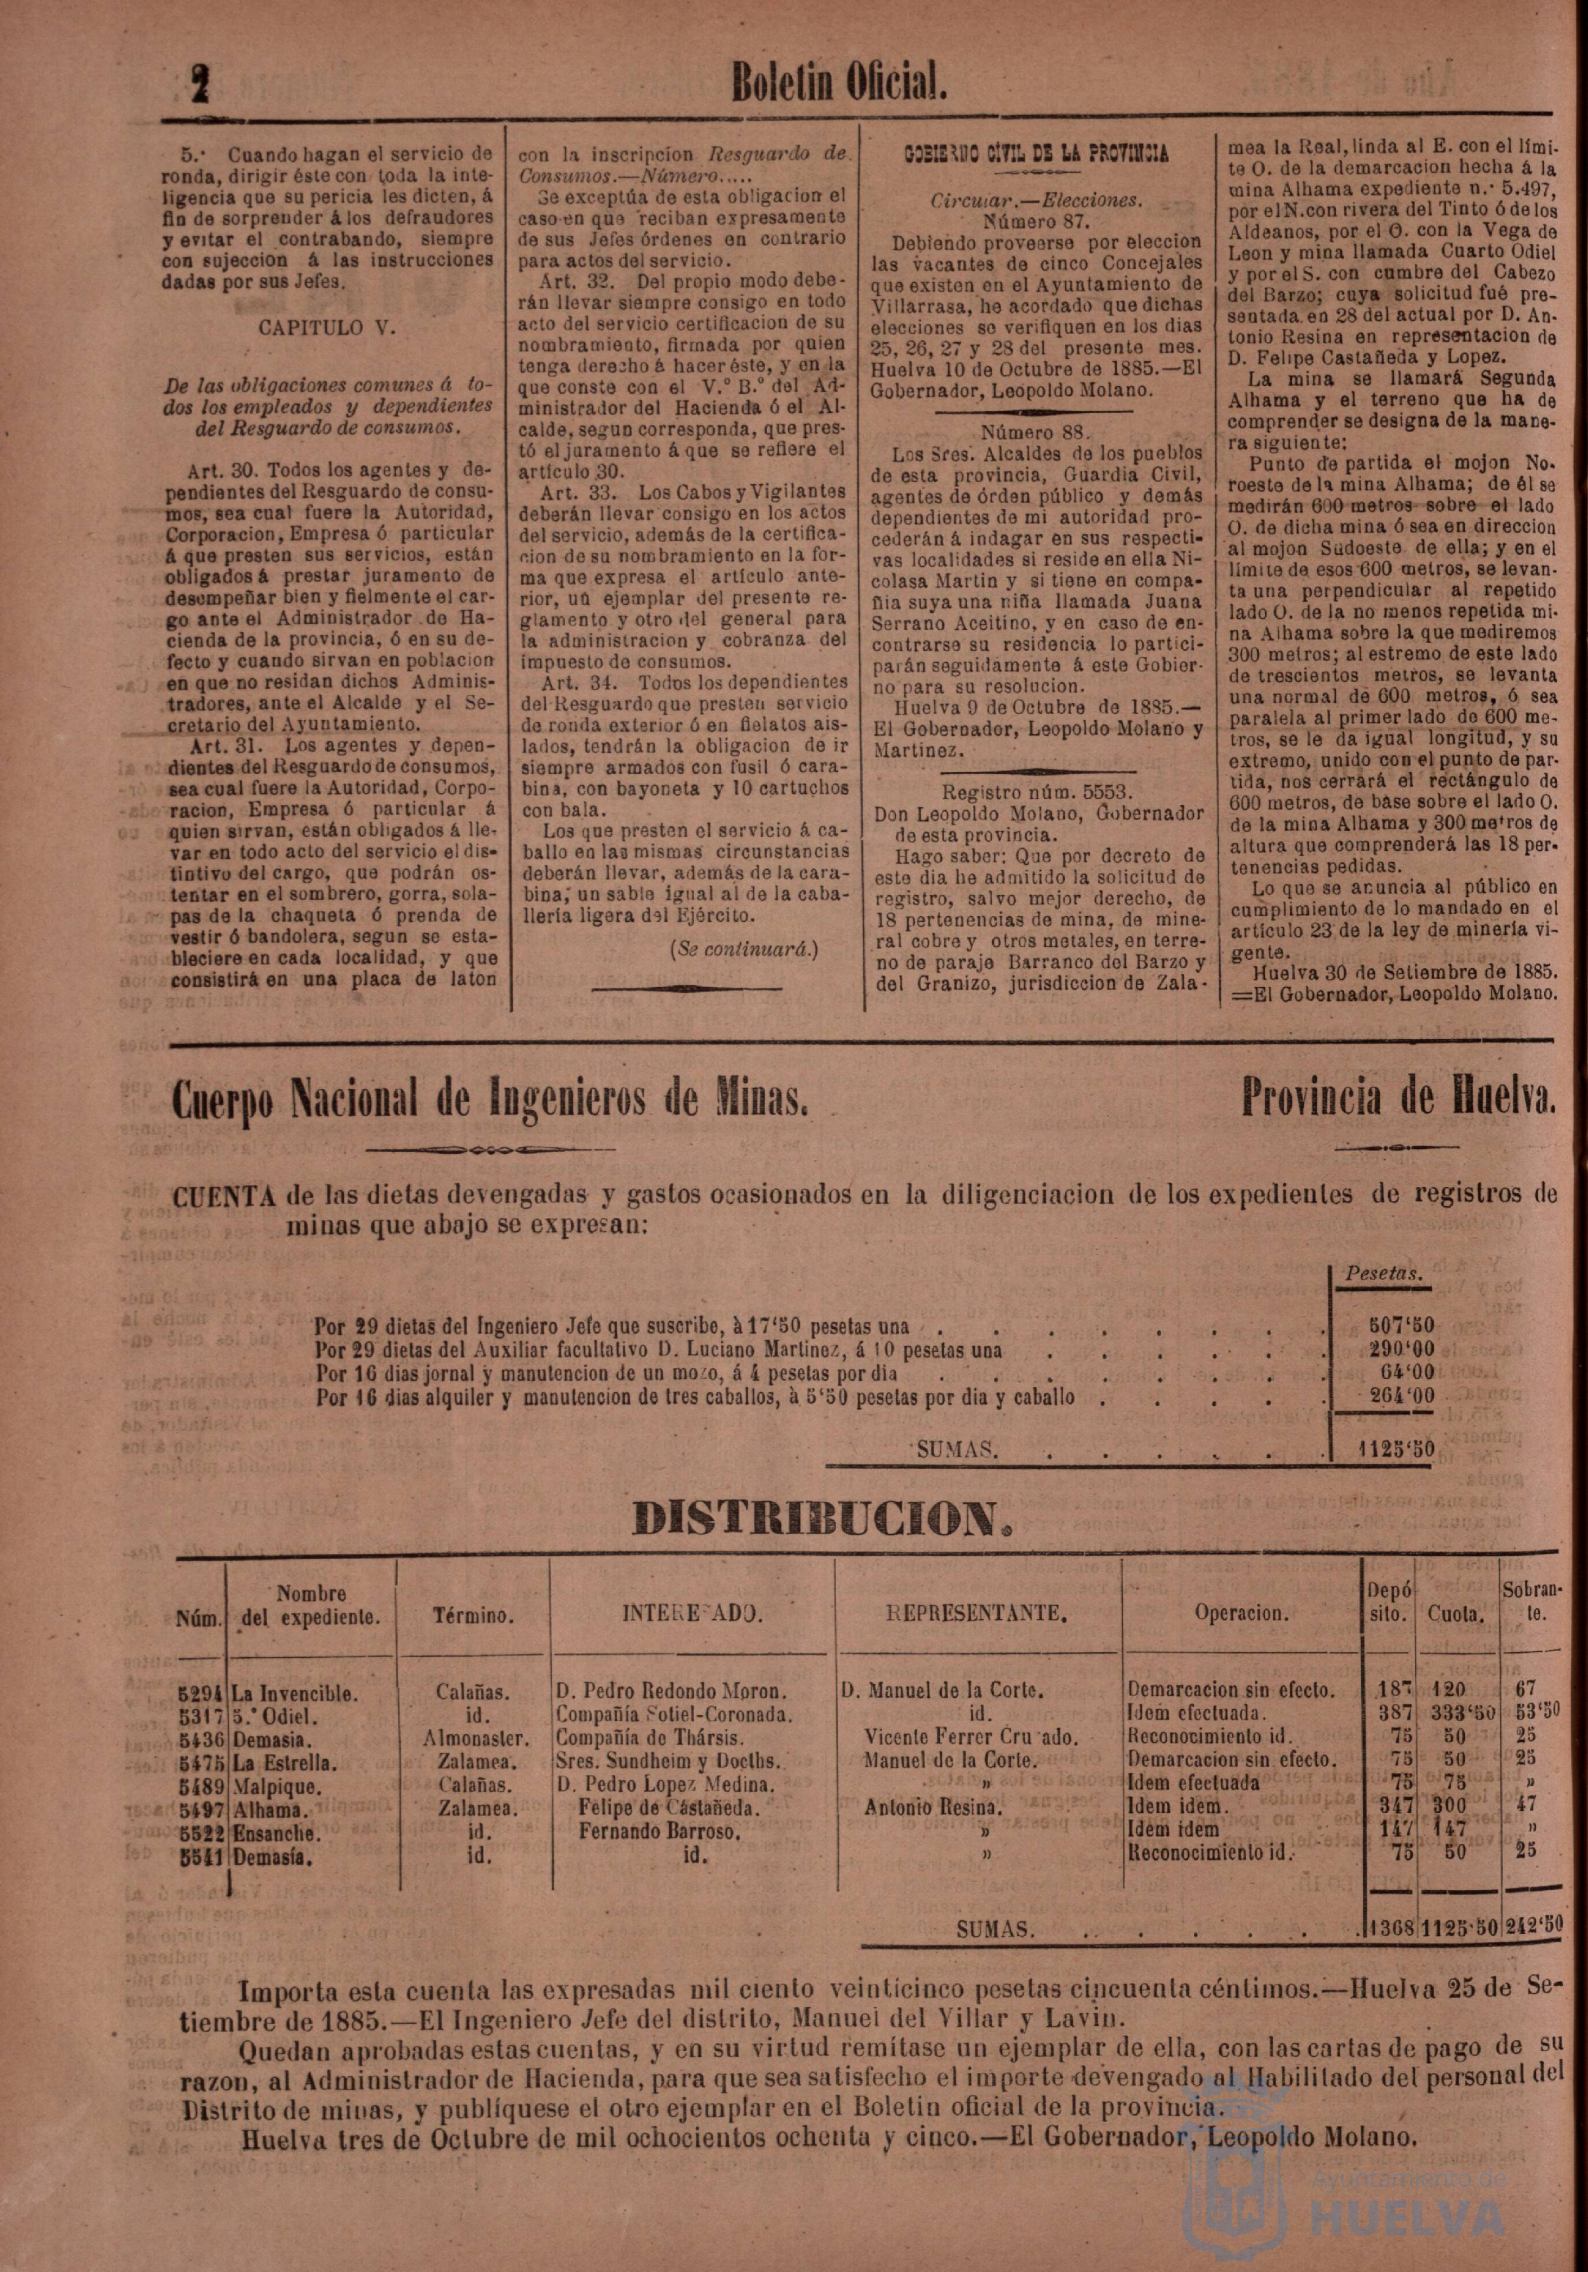 2
Boletin Oficial.
5.º Cuando hagan el servicio de
ronda, dirigir éste con toda la inte-
ligencia que su pericia les dicten, á
fin de sorprender á los defraudores
y evitar el contrabando, siempre
con sujeccion á las instrucciones
dadas por sus Jefes.
CAPITULO V.
De las obligaciones comunes á to-
dos los empleados y dependientes
del Resguardo de consumos.
Art. 30. Todos los agentes y de-
pendientes del Resguardo de consu-
mos, sea cual fuere la Autoridad,
Corporacion, Empresa ó particular
á que presten sus servicios, están
obligados á prestar juramento de
desempeñar bien y fielmente el car-
go ante el Administrador de Ha-
cienda de la provincia, ó en su de-
fecto y cuando sirvan en poblacion
en que no residan dichos Adminis-
tradores, ante el Alcalde y el Se-
cretario del Ayuntamiento.
Art. 31. Los agentes y depen-
dientes del Resguardo de consumos,
sea cual fuere la Autoridad, Corpo-
racion, Empresa ó particular á
quien sirvan, están obligados á lle-
var en todo acto del servicio el dis-
tintivo del cargo, que podrán os-
tentar en el sombrero, gorra, sola-
pas de la chaqueta ó prenda de
vestir ó bandolera, segun se esta-
bleciere en cada localidad, y que
consistirá en una placa de laton
con la inscripcion Resguardo de
Consumos.—Número.....
Se exceptúa de esta obligacion el
caso en que reciban expresamente
de sus Jefes órdenes en contrario
para actos del servicio.
Art. 32. Del propio modo debe-
rán llevar siempre consigo en todo
acto del servicio certificacion de su
nombramiento, firmada por quien
tenga derecho á hacer éste, y en la
que conste con el V.º B.º del Ad-
ministrador del Hacienda ó el Al-
calde, segun corresponda, que pres-
tó el juramento á que se refiere el
artículo 30.
Art. 33. Los Cabos y Vigilantes
deberán llevar consigo en los actos
del servicio, además de la certifica-
cion de su nombramiento en la for-
ma que expresa el artículo ante-
rior, un ejemplar del presente re-
glamento y otro del general para
la administracion y cobranza del
impuesto de consumos.
Art. 34. Todos los dependientes
del Resguardo que presten servicio
de ronda exterior ó en fielatos ais-
lados, tendrán la obligacion de ir
siempre armados con fusil ó cara-
bina, con bayoneta y 10 cartuchos
con bala.
Los que presten el servicio á ca-
ballo en las mismas circunstancias
deberán llevar, además de la cara-
bina, un sable igual al de la caba-
llería ligera del Ejército.
(Se continuará.)
GOBIERNO CIVIL DE LA PROVINCIA
Circular.—Elecciones.
Número 87.
Debiendo proveerse por eleccion
las vacantes de cinco Concejales
que existen en el Ayuntamiento de
Villarrasa, he acordado que dichas
elecciones se verifiquen en los dias
25, 26, 27 y 28 del presente mes.
Huelva 10 de Octubre de 1885.—El
Gobernador, Leopoldo Molano.
Número 88.
Los Sres. Alcaldes de los pueblos
de esta provincia, Guardia Civil,
agentes de órden público y demás
dependientes de mi autoridad pro-
cederán á indagar en sus respecti-
vas localidades si reside en ella Ni-
colasa Martin y si tiene en compa-
ñia suya una niña llamada Juana
Serrano Aceitino, y en caso de en-
contrarse su residencia lo partici-
parán seguidamente á este Gobier-
no para su resolucion.
Huelva 9 de Octubre de 1885.—
El Gobernador, Leopoldo Molano y
Martinez.
Registro núm. 5553.
Don Leopoldo Molano, Gobernador
de esta provincia.
Hago saber: Que por decreto de
este dia he admitido la solicitud de
registro, salvo mejor derecho, de
18 pertenencias de mina, de mine-
ral cobre y otros metales, en terre-
no de paraje Barranco del Barzo y
del Granizo, jurisdiccion de Zala-
mea la Real, linda al E. con el lími-
te O. de la demarcacion hecha á la
mina Alhama expediente n.º 5.497,
por el N. con rivera del Tinto ó de los
Aldeanos, por el O. con la Vega de
Leon y mina llamada Cuarto Odiel
y por el S. con cumbre del Cabezo
del Barzo; cuya solicitud fué pre-
sentada en 28 del actual por D. An-
tonio Resina en representacion de
D. Felipe Castañeda y Lopez.
La mina se llamará Segunda
Alhama y el terreno que ha de
comprender se designa de la mane-
ra siguiente:
Punto de partida el mojon No-
roeste de la mina Alhama; de él se
medirán 600 metros sobre el lado
O. de dicha mina ó sea en direccion
al mojon Sudoeste de ella; y en el
límite de esos 600 metros, se levan-
ta una perpendicular al repetido
lado O. de la no menos repetida mi-
na Alhama sobre la que mediremos
300 metros; al estremo de este lado
de trescientos metros, se levanta
una normal de 600 metros, ó sea
paralela al primer lado de 600 me-
tros, se le da igual longitud, y su
extremo, unido con el punto de par-
tida, nos cerrará el rectángulo de
600 metros, de base sobre el lado O.
de la mina Alhama y 300 metros de
altura que comprenderá las 18 per-
tenencias pedidas.
Lo que se anuncia al público en
cumplimiento de lo mandado en el
artículo 23 de la ley de minería vi-
gente.
Huelva 30 de Setiembre de 1885.
=El Gobernador, Leopoldo Molano.
Cuerpo Nacional de Ingenieros de Minas. Provincia de Huelva.
CUENTA de las dietas devengadas y gastos ocasionados en la diligenciacion de los expedientes de registros de
minas que abajo se expresan:
Pesetas.
Por 29 dietas del Ingeniero Jefe que suscribe, à 17‘50 pesetas una . . . . . . . . 507‘50
Por 29 dietas del Auxiliar facultativo D. Luciano Martinez, á 10 pesetas una . . . . . . 290‘00
Por 16 dias jornal y manutencion de un mozo, á 4 pesetas por dia . . . . . . . . 64‘00
Por 16 dias alquiler y manutencion de tres caballos, à 5‘50 pesetas por dia y caballo . . . . . 264‘00
SUMAS. . . . . . . 1125‘50
DISTRIBUCION.
Núm. Nombre del expediente. Término. INTERESADO. REPRESENTANTE. Operacion. Depósito. Cuota. Sobrante.
5294 La Invencible. Calañas. D. Pedro Redondo Moron. D. Manuel de la Corte. Demarcacion sin efecto. 187 120 67
5317 3.º Odiel. id. Compañía Sotiel-Coronada. id. Idem efectuada. 387 333‘50 53‘50
5436 Demasia. Almonaster. Compañía de Thársis. Vicente Ferrer Cruzado. Reconocimiento id. 75 50 25
5475 La Estrella. Zalamea. Sres. Sundheim y Doeths. Manuel de la Corte. Demarcacion sin efecto. 75 50 25
5489 Malpique. Calañas. D. Pedro Lopez Medina. » Idem efectuada 75 75 »
5497 Alhama. Zalamea. Felipe de Castañeda. Antonio Resina. Idem idem. 347 300 47
5522 Ensanche. id. Fernando Barroso. » Idem idem 147 147 »
5541 Demasía. id. id. » Reconocimiento id. 75 50 25
SUMAS. . . . . . . 1368 1125·50 242‘50
Importa esta cuenta las expresadas mil ciento veinticinco pesetas cincuenta céntimos.—Huelva 25 de Se-
tiembre de 1885.—El Ingeniero Jefe del distrito, Manuel del Villar y Lavin.
Quedan aprobadas estas cuentas, y en su virtud remítase un ejemplar de ella, con las cartas de pago de su
razon, al Administrador de Hacienda, para que sea satisfecho el importe devengado al Habilitado del personal del
Distrito de minas, y publíquese el otro ejemplar en el Boletin oficial de la provincia.
Huelva tres de Octubre de mil ochocientos ochenta y cinco.—El Gobernador, Leopoldo Molano.
Ayuntamiento de
HUELVA